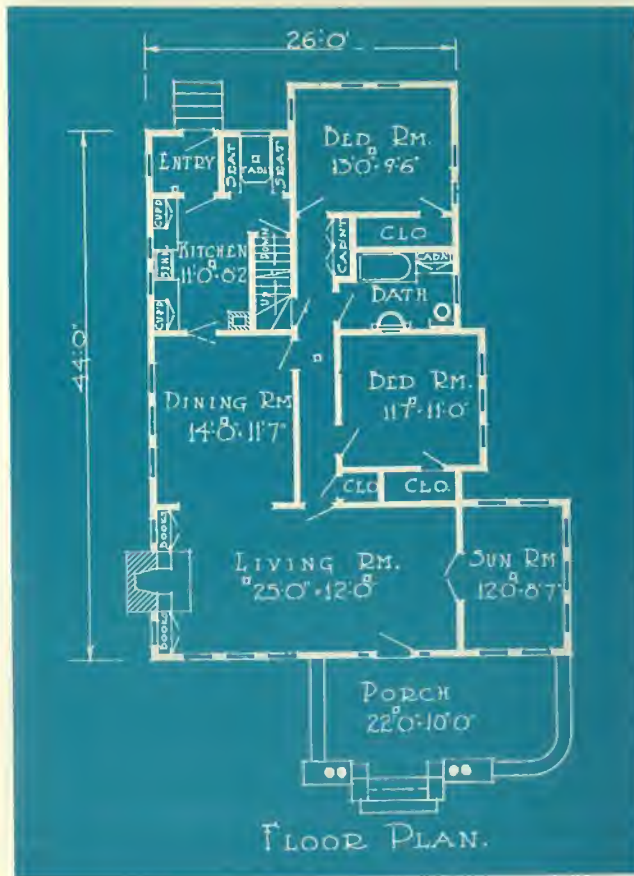 26'-0"
BED RM.
13'0"-9'6"
ENTRY
SEAT
TABLE
SEAT
CUP'D
CLO
CAB'NT
KITCHEN
11'0"-8'2
DOWN
SINK
CAB'N'T
UP
BATH
CUP'D
44'-0"
BED RM.
11'7"-11'0"
DINING RM
14'8"-11'7"
CLO
CLO.
BOOKS
LIVING RM.
25'0"-12'0"
SUN RM
12'0-8'7"
BOOKS
PORCH
22'0"-10'0"
FLOOR PLAN.